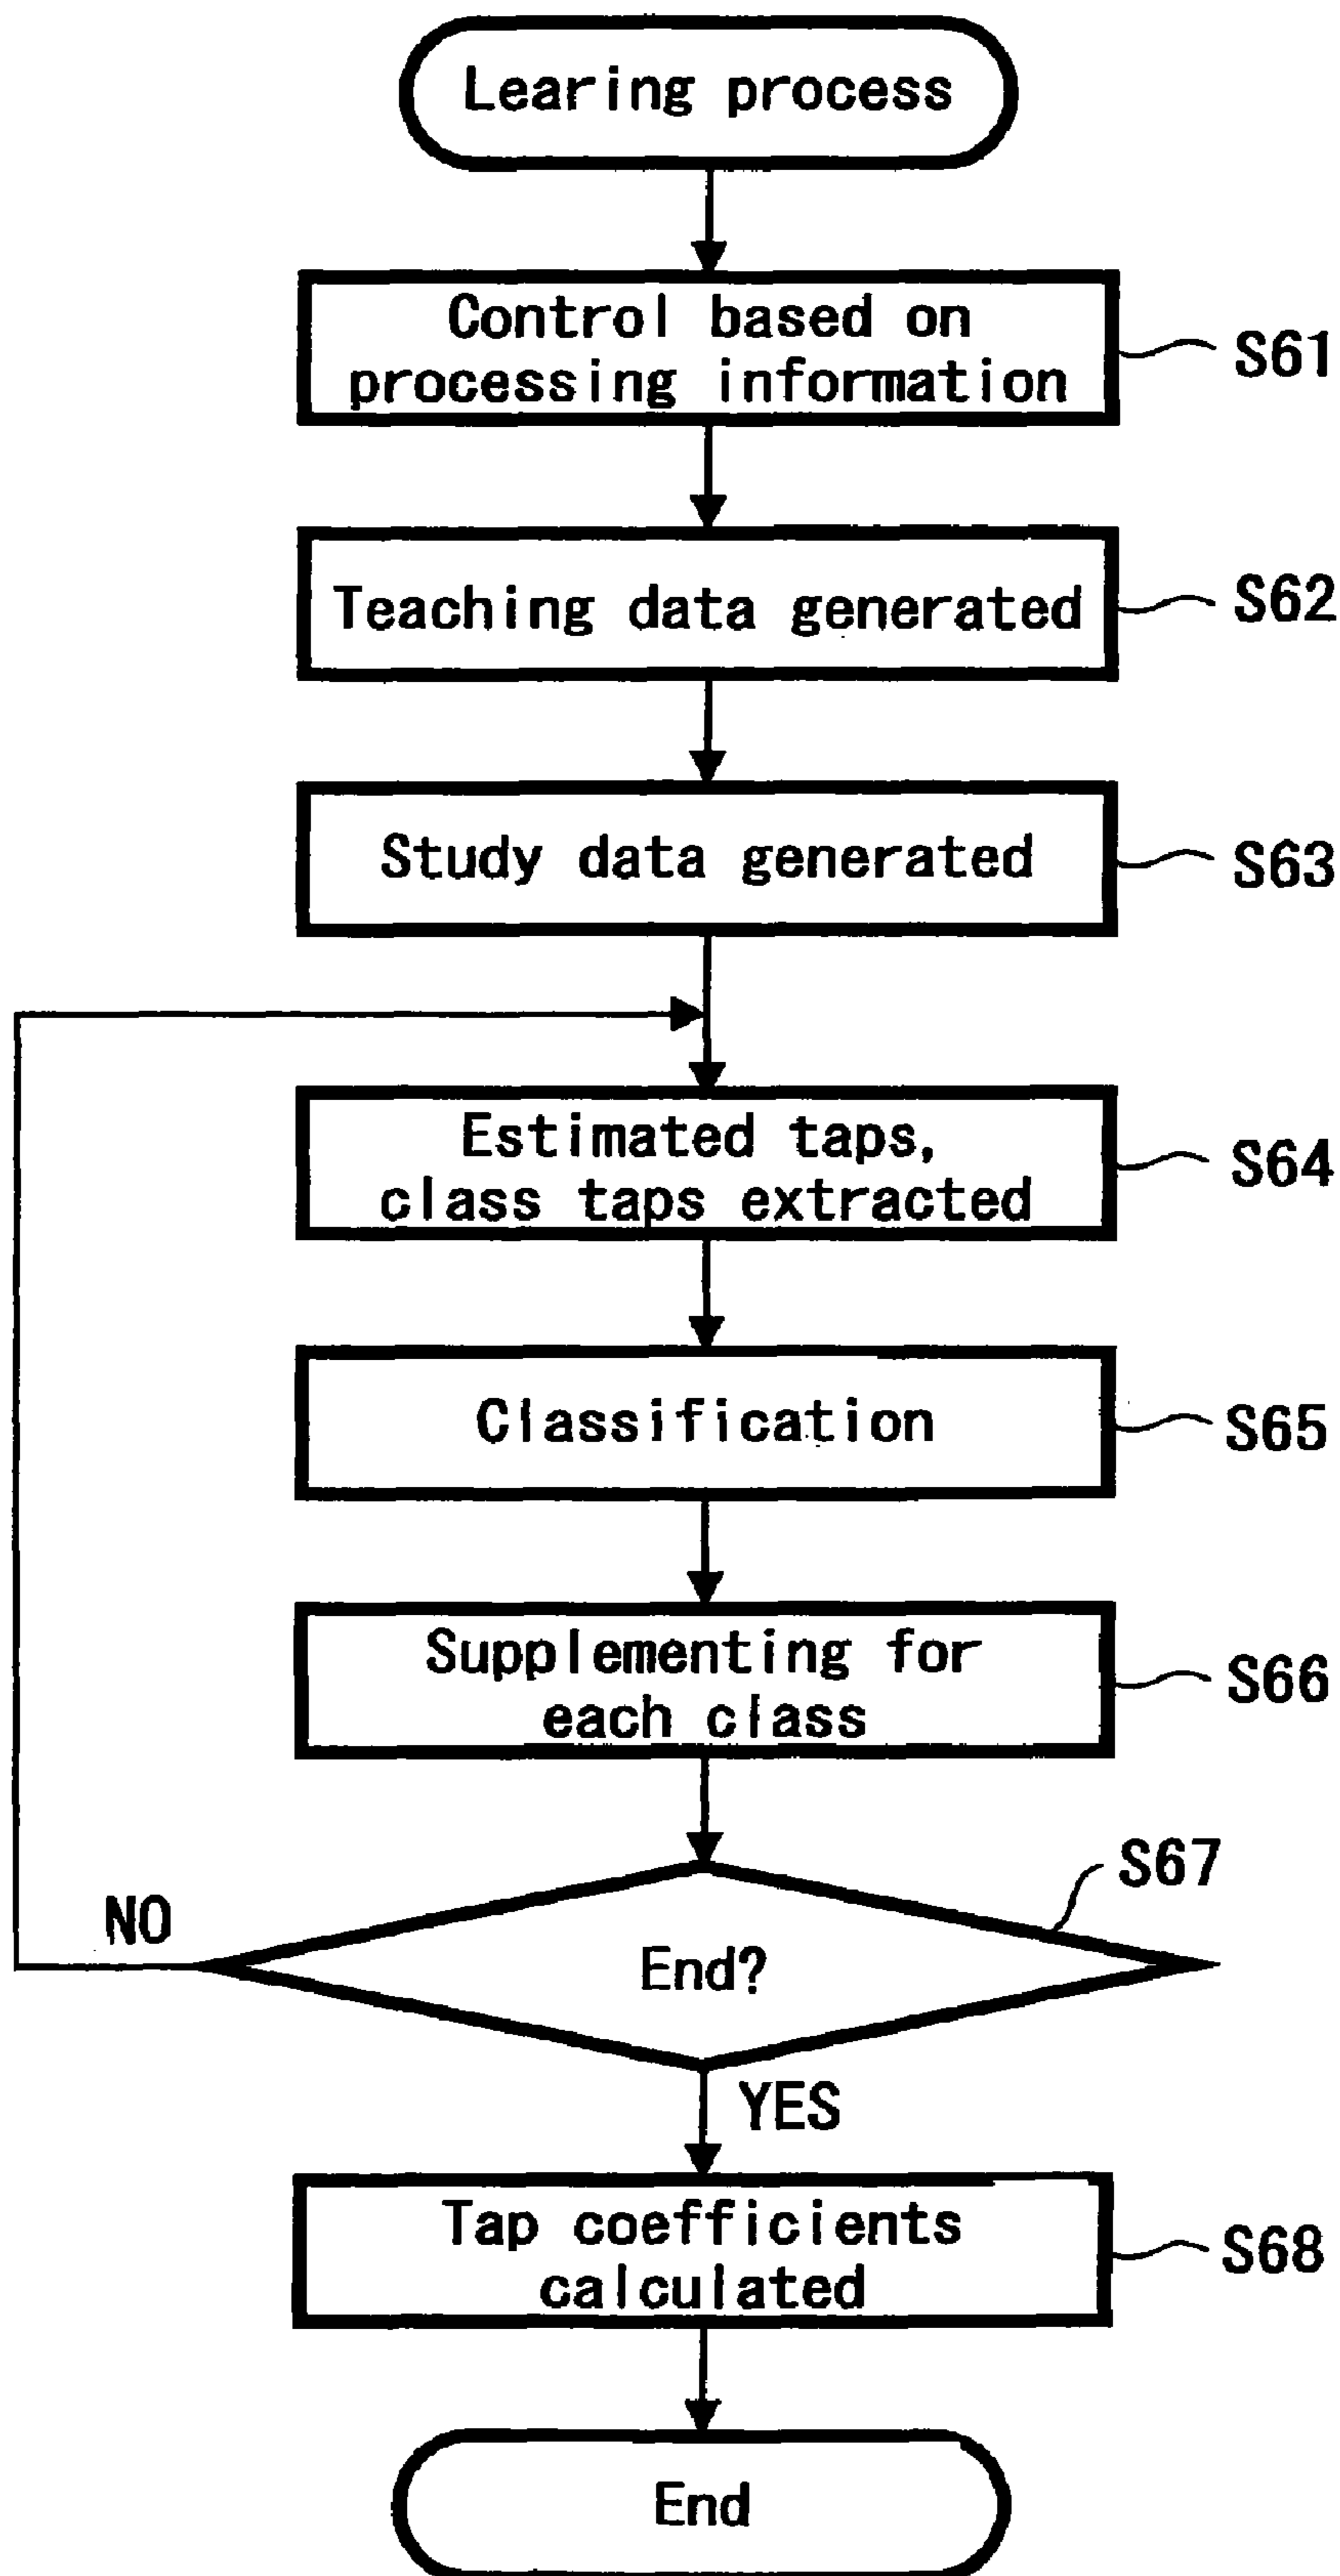 Learing process
Control based on
processing information
S61
Teaching data generated
S62
Study data generated
S63
Estimated taps,
class taps extracted
S64
Classification
S65
Supplementing for
each class
S66
S67
NO
End?
YES
Tap coefficients
calculated
S68
End